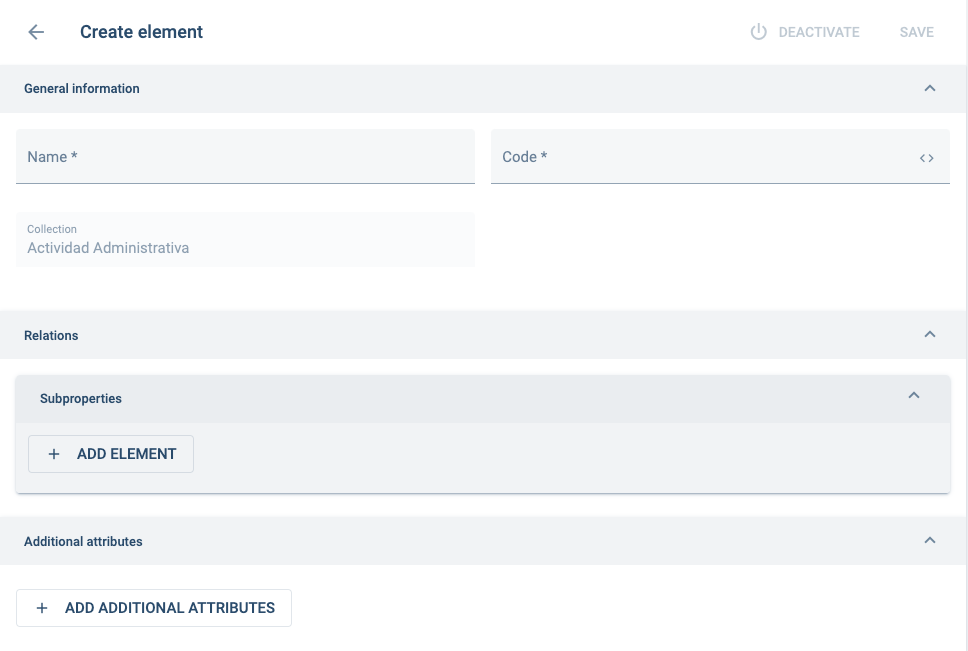 Create element
DEACTIVATE
SAVE
General information
Name *
Code *
Collection
Actividad Administrativa
Relations
Subproperties
ADD ELEMENT
Additional attributes
ADD ADDITIONAL ATTRIBUTES